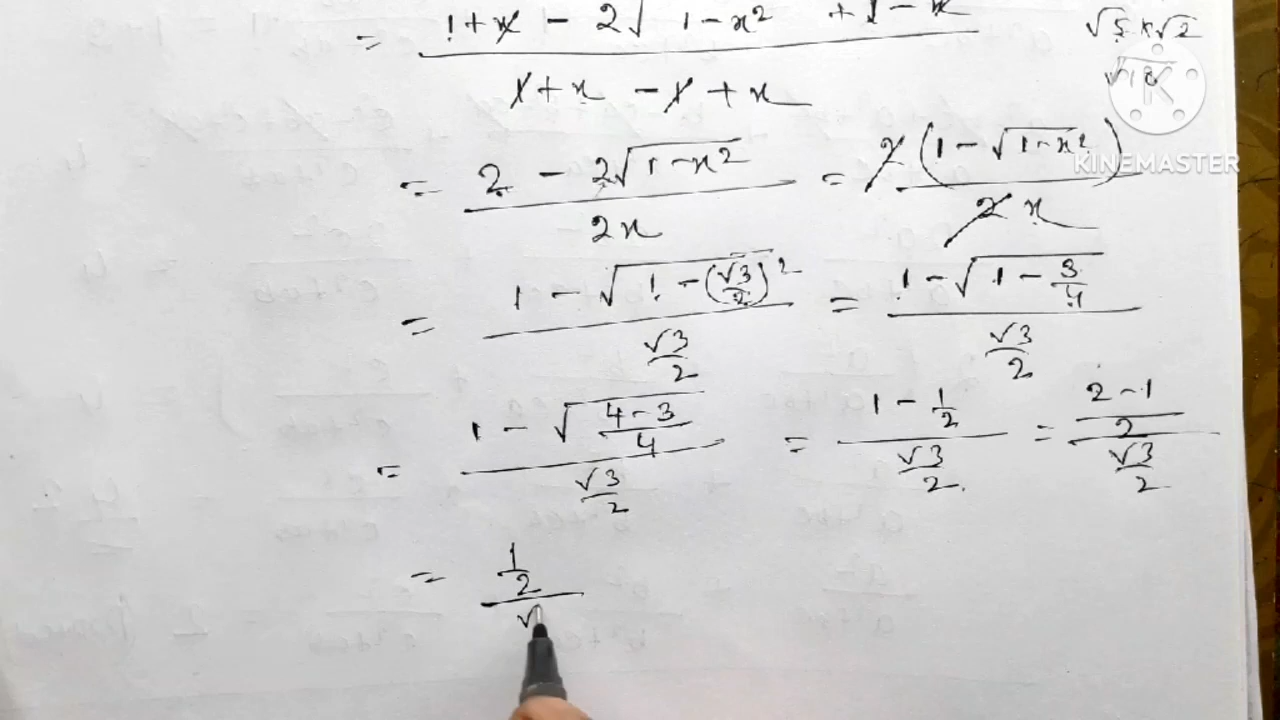 = (1 + x - 2√(1 - x²) + 1 - x) / (1 + x - 1 + x)
√5 × √2
KINEMASTER
= (2 - 2√(1 - x²)) / 2x = 2(1 - √(1 - x²)) / 2x
= (1 - √(1 - (√3/2)²)) / (√3/2) = (1 - √(1 - 3/4)) / (√3/2)
= (1 - √((4 - 3)/4)) / (√3/2) = (1 - 1/2) / (√3/2) = ((2 - 1)/2) / (√3/2)
= (1/2) / √